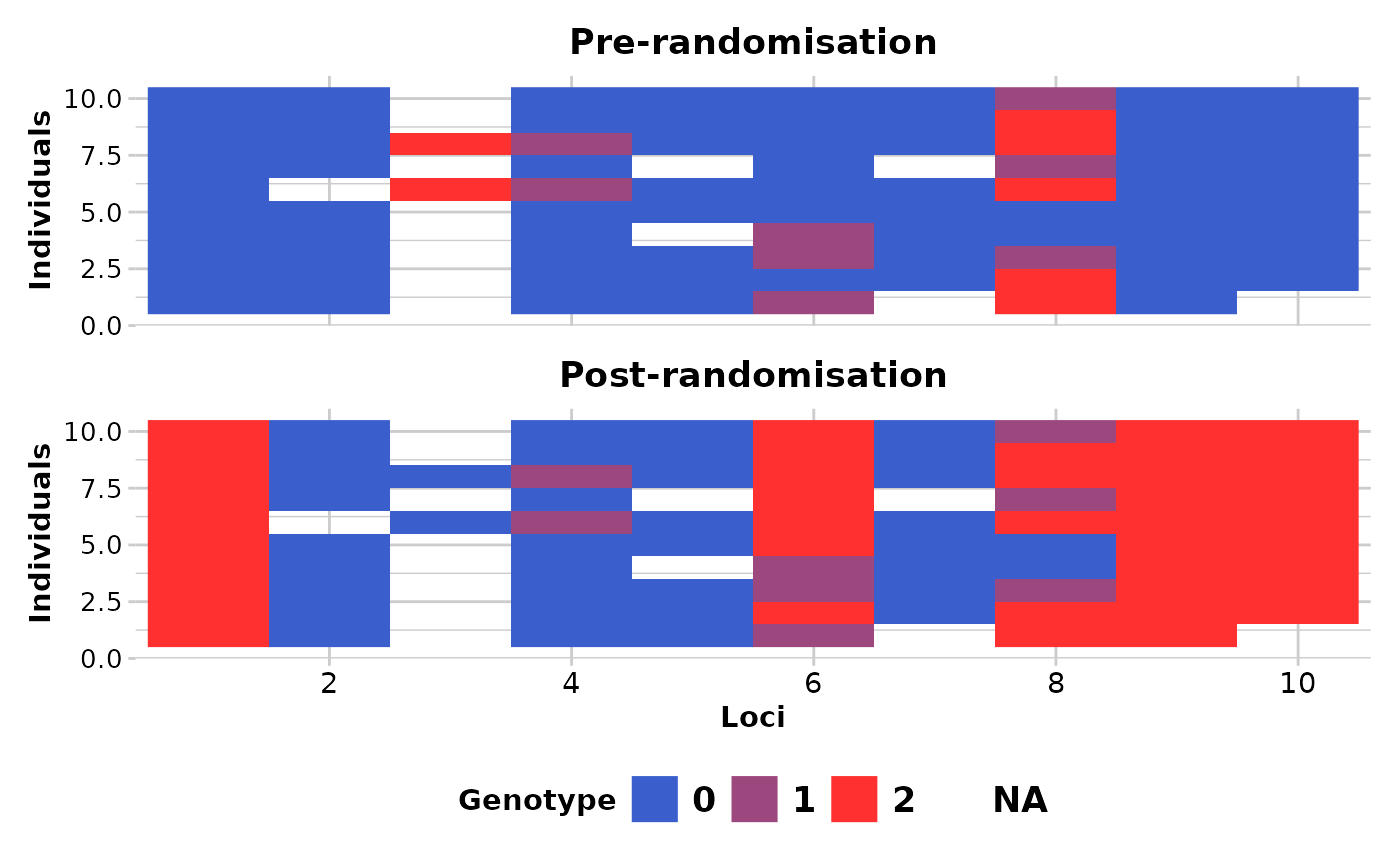 Pre-randomisation
Individuals
10.0
7.5
5.0
2.5
0.0
Post-randomisation
Individuals
10.0
7.5
5.0
2.5
0.0
2 4 6 8 10
Loci
Genotype 0 1 2 NA